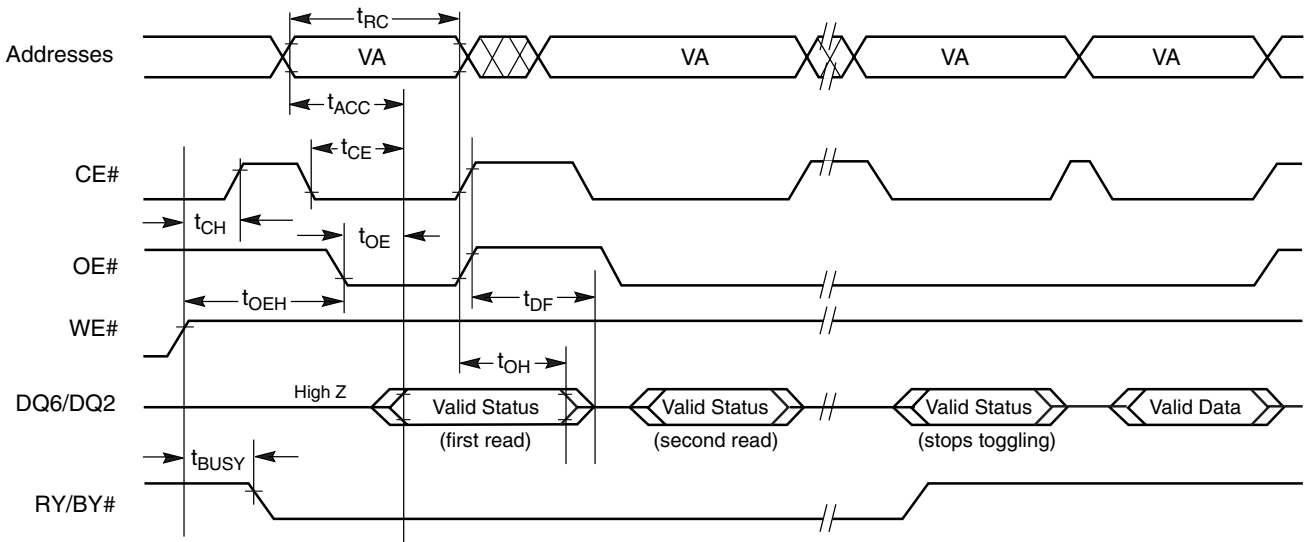 tRC
Addresses VA VA VA VA
tACC
tCE
CE#
tCH tOE
OE#
tOEH tDF
WE#
tOH
High Z
DQ6/DQ2 Valid Status Valid Status Valid Status Valid Data
(first read) (second read) (stops toggling)
tBUSY
RY/BY#